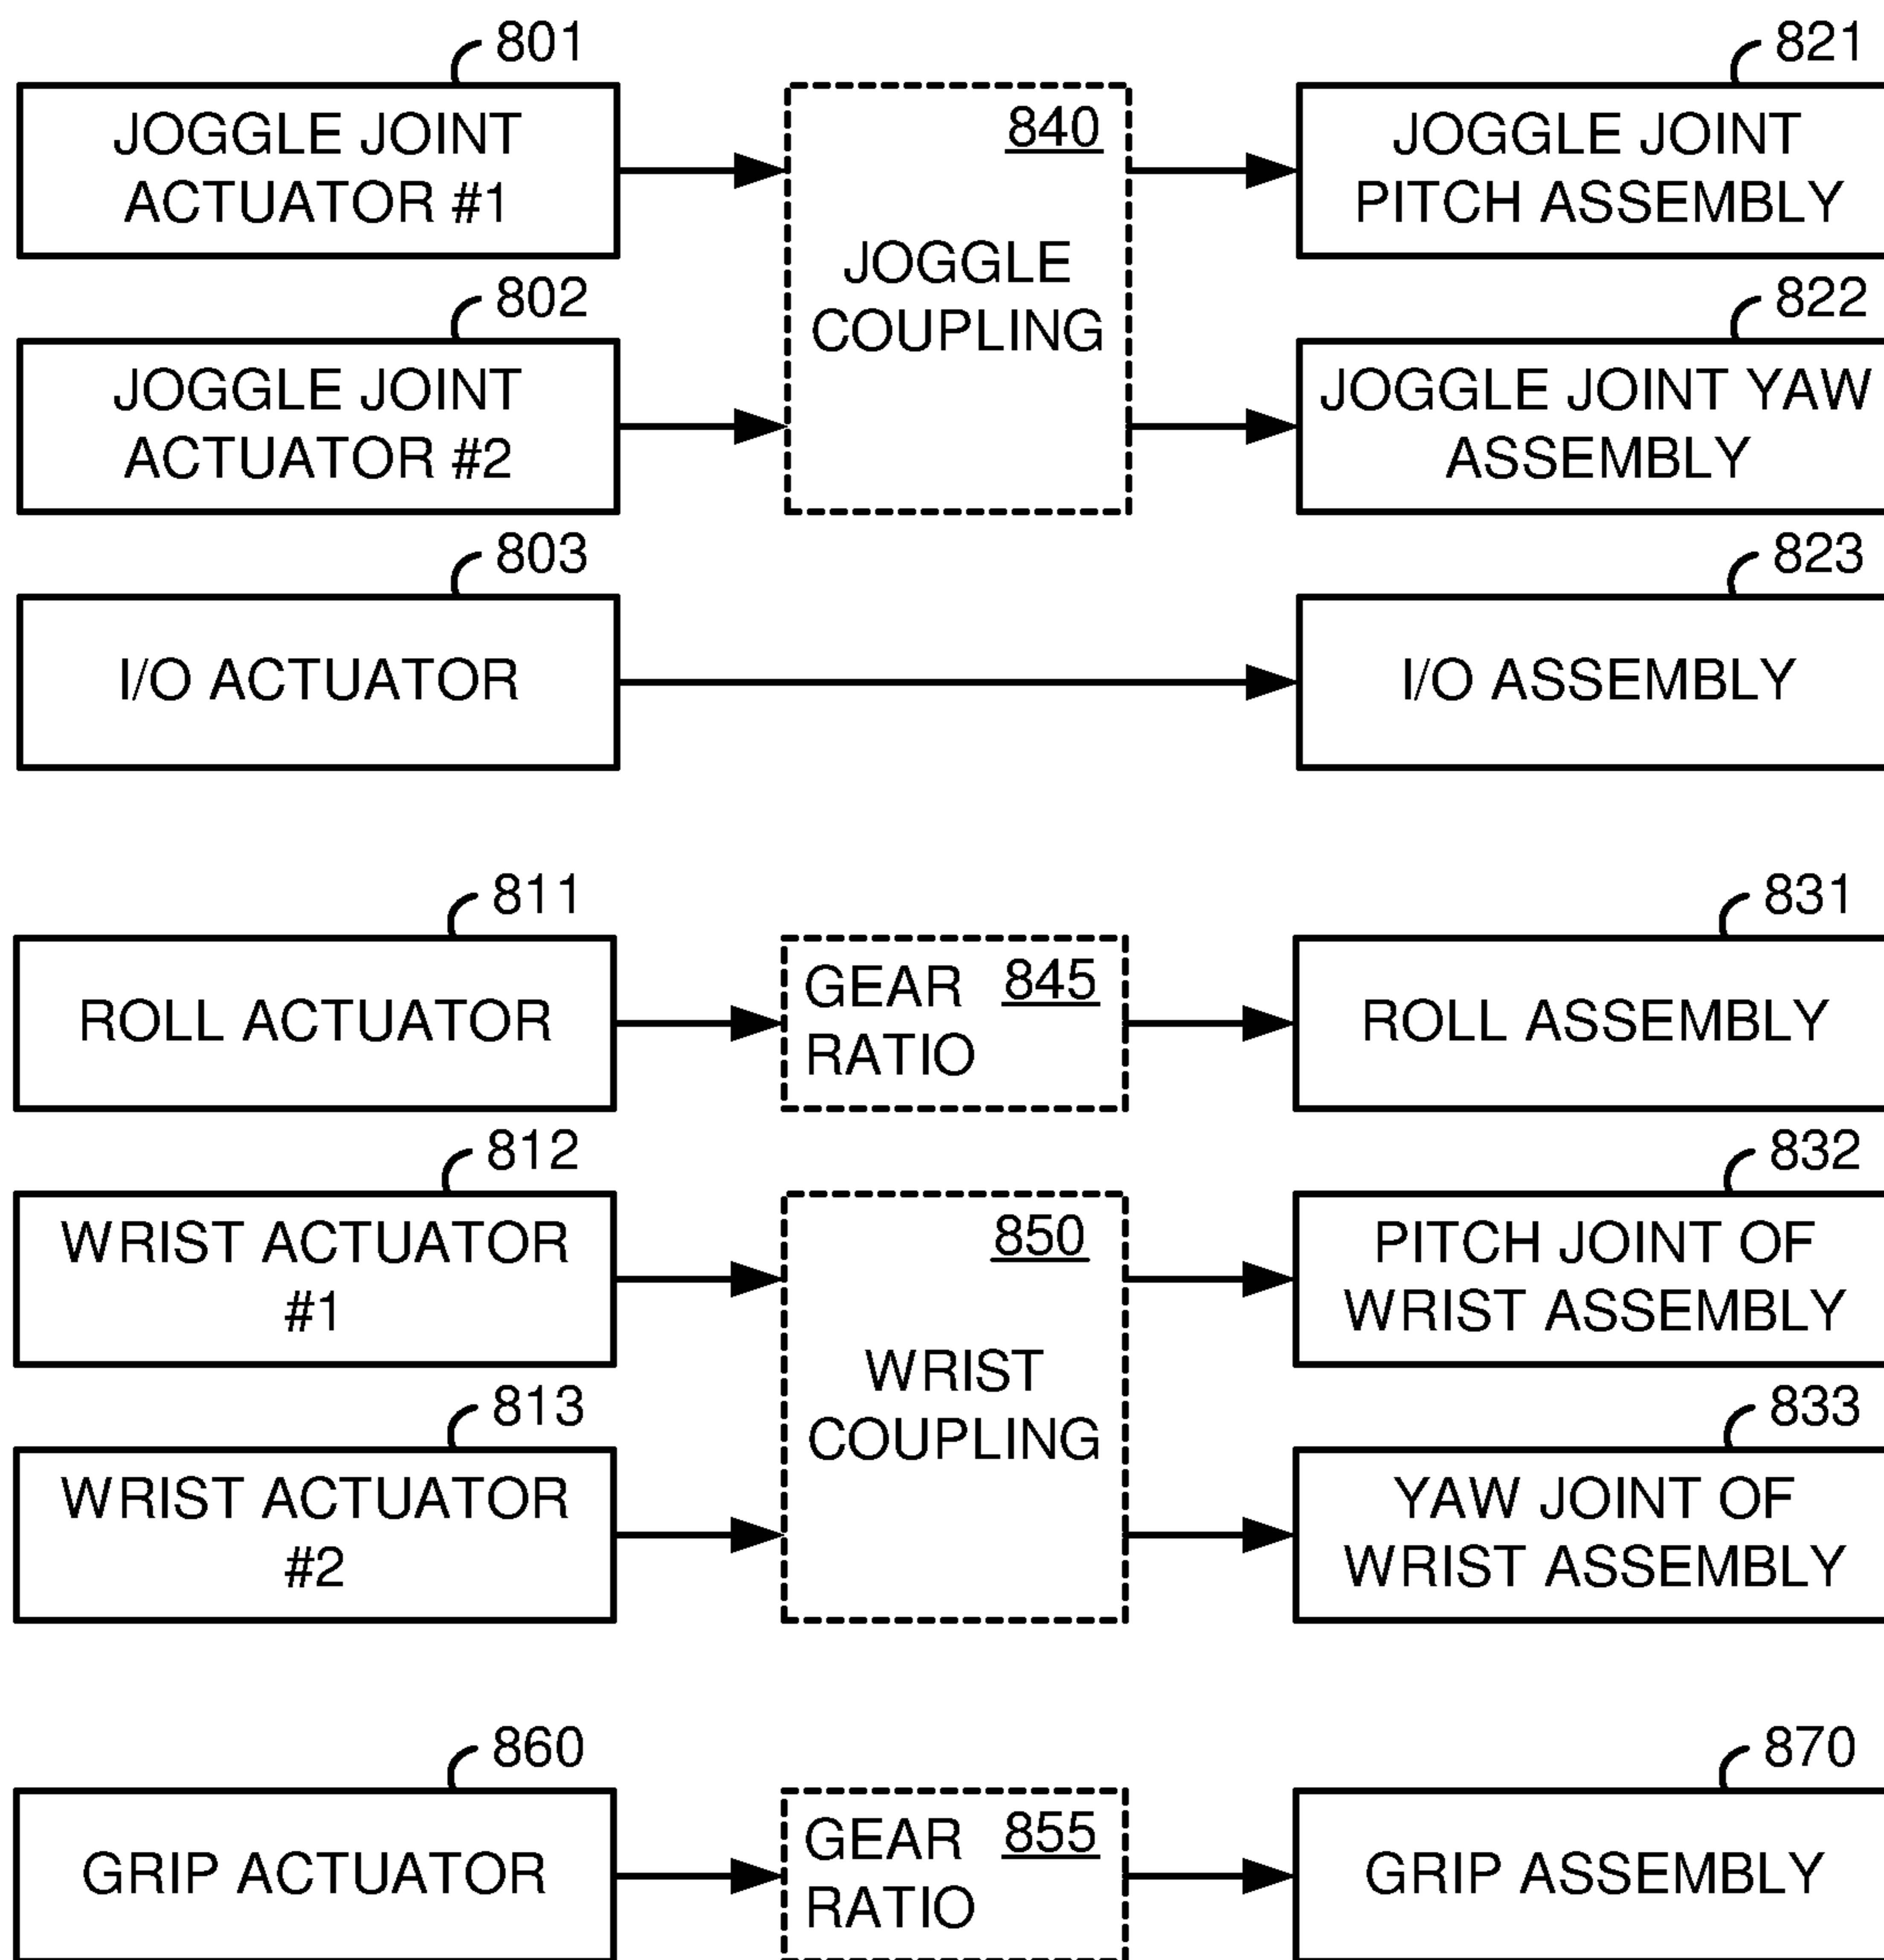 801
821
JOGGLE JOINT
ACTUATOR #1
840
JOGGLE
COUPLING
JOGGLE JOINT
PITCH ASSEMBLY
802
822
JOGGLE JOINT
ACTUATOR #2
JOGGLE JOINT YAW
ASSEMBLY
803
823
I/O ACTUATOR
I/O ASSEMBLY
811
831
ROLL ACTUATOR
GEAR 845
RATIO
ROLL ASSEMBLY
812
832
WRIST ACTUATOR
#1
850
WRIST
COUPLING
PITCH JOINT OF
WRIST ASSEMBLY
813
833
WRIST ACTUATOR
#2
YAW JOINT OF
WRIST ASSEMBLY
860
870
GRIP ACTUATOR
GEAR 855
RATIO
GRIP ASSEMBLY